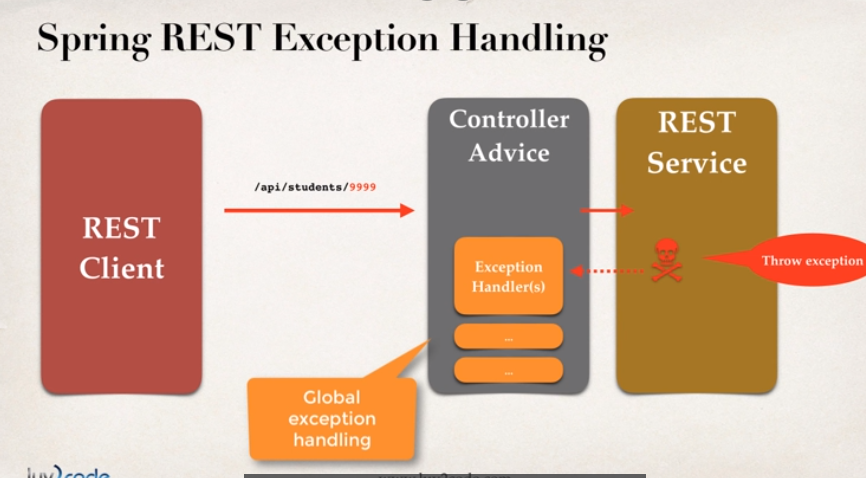 Spring REST Exception Handling
REST
Client
/api/students/9999
Controller
Advice
Exception
Handler(s)
...
...
REST
Service
Throw exception
Global
exception
handling